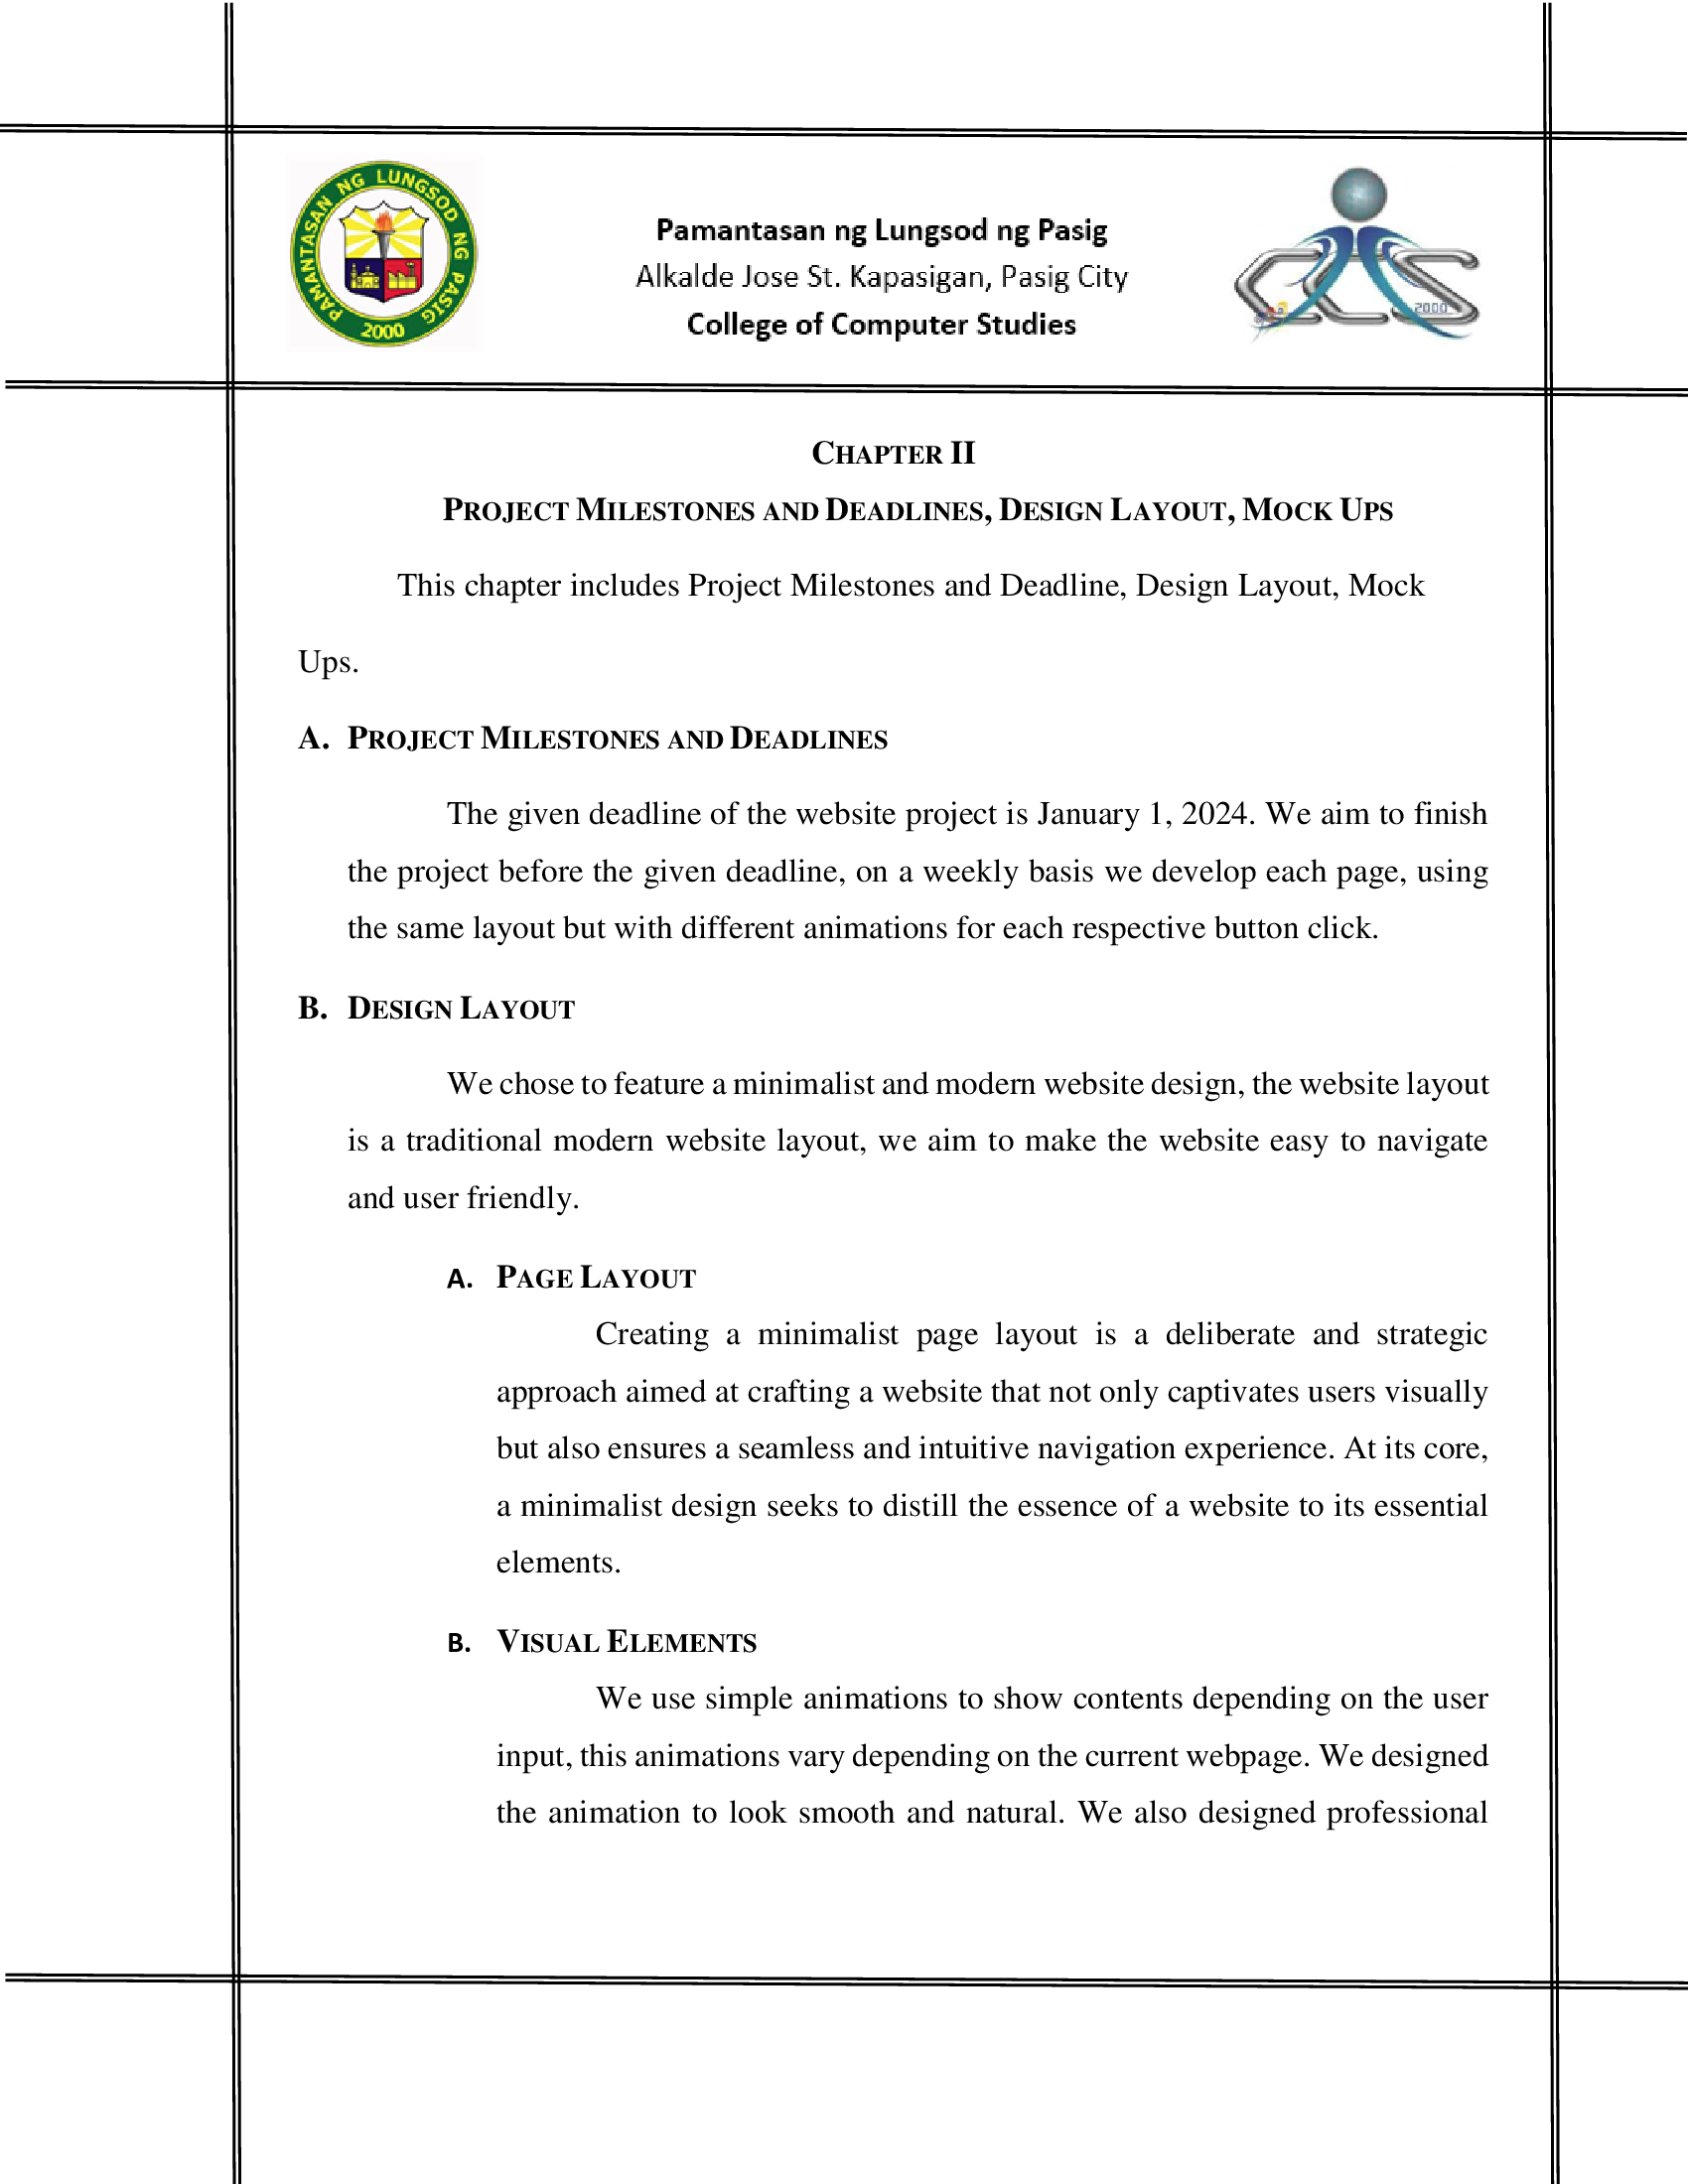 PAMANTASAN NG LUNGSOD NG PASIG
2000
Pamantasan ng Lungsod ng Pasig
Alkalde Jose St. Kapasigan, Pasig City
College of Computer Studies
CCS
2000
CHAPTER II
PROJECT MILESTONES AND DEADLINES, DESIGN LAYOUT, MOCK UPS
This chapter includes Project Milestones and Deadline, Design Layout, Mock
Ups.
A. PROJECT MILESTONES AND DEADLINES
The given deadline of the website project is January 1, 2024. We aim to finish
the project before the given deadline, on a weekly basis we develop each page, using
the same layout but with different animations for each respective button click.
B. DESIGN LAYOUT
We chose to feature a minimalist and modern website design, the website layout
is a traditional modern website layout, we aim to make the website easy to navigate
and user friendly.
A. PAGE LAYOUT
Creating a minimalist page layout is a deliberate and strategic
approach aimed at crafting a website that not only captivates users visually
but also ensures a seamless and intuitive navigation experience. At its core,
a minimalist design seeks to distill the essence of a website to its essential
elements.
B. VISUAL ELEMENTS
We use simple animations to show contents depending on the user
input, this animations vary depending on the current webpage. We designed
the animation to look smooth and natural. We also designed professional